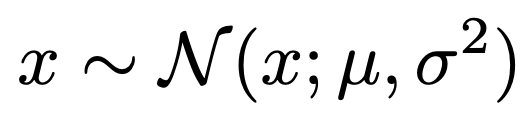 x ∼ 𝒩(x; μ, σ²)